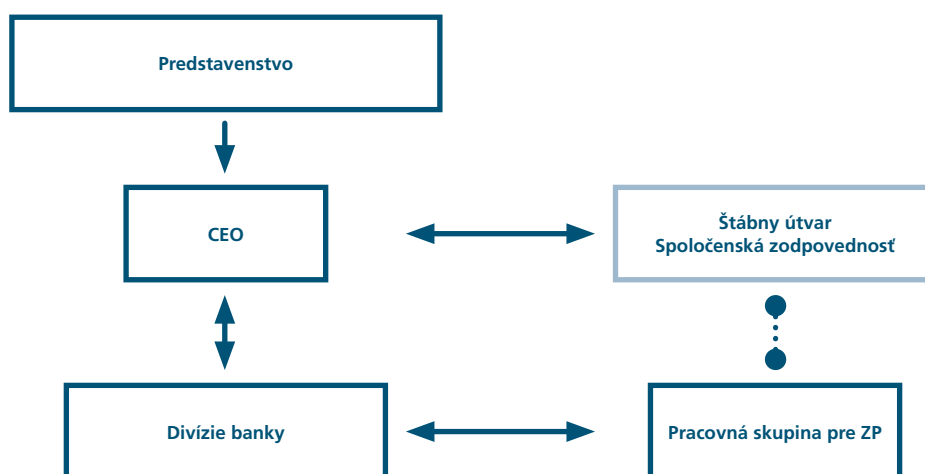 Predstavenstvo
CEO
Štábny útvar
Spoločenská zodpovednosť
Divízie banky
Pracovná skupina pre ZP